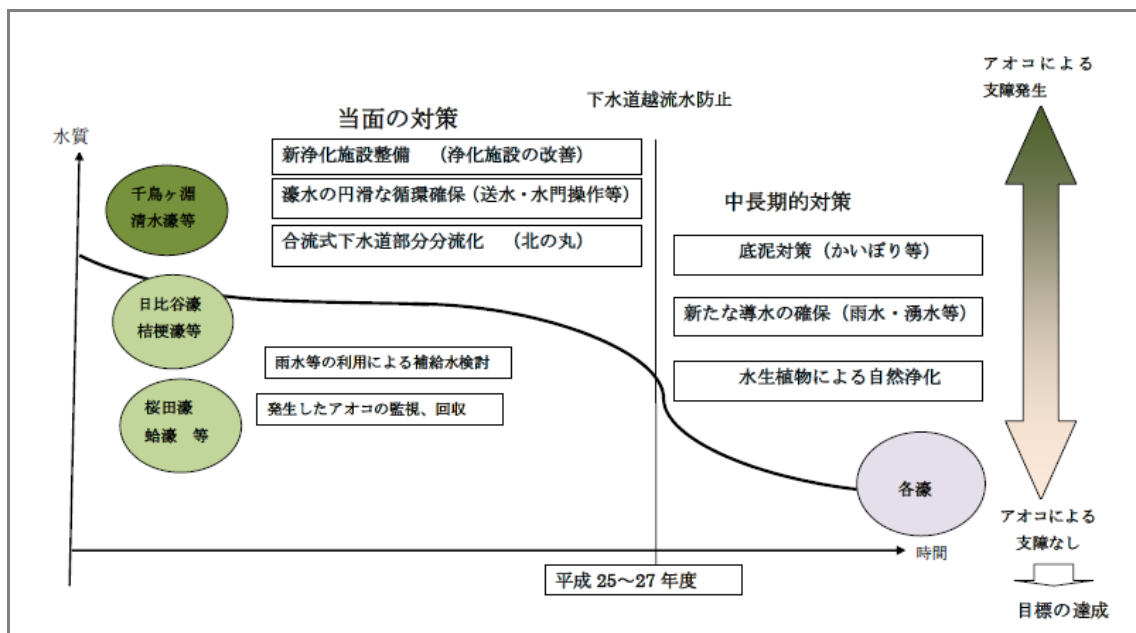 アオコによる
支障発生
下水道越流水防止
当面の対策
水質
新浄化施設整備 (浄化施設の改善)
千鳥ヶ淵
清水濠等
濠水の円滑な循環確保(送水・水門操作等)
中長期的対策
合流式下水道部分分流化 (北の丸)
底泥対策(かいぼり等)
日比谷濠
桔梗濠等
新たな導水の確保(雨水・湧水等)
雨水等の利用による補給水検討
水生植物による自然浄化
桜田濠
蛤濠 等
発生したアオコの監視、回収
各濠
アオコによる
支障なし
時間
平成 25~27 年度
目標の達成